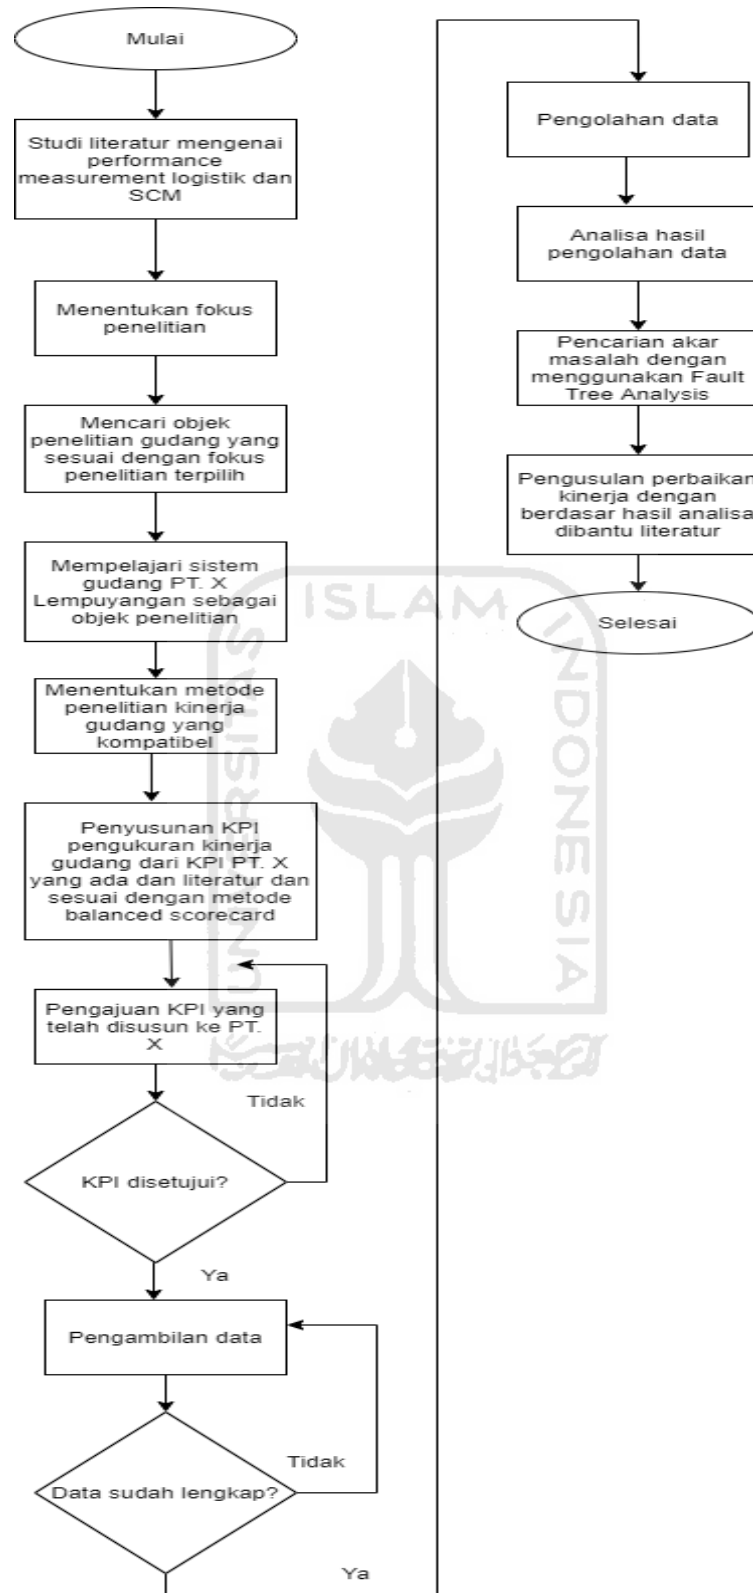 Mulai
Studi literatur mengenai
performance
measurement logistik dan
SCM
Menentukan fokus
penelitian
Mencari objek
penelitian gudang yang
sesuai dengan fokus
penelitian terpilih
Mempelajari sistem
gudang PT. X
Lempuyangan sebagai
objek penelitian
Menentukan metode
penelitian kinerja
gudang yang
kompatibel
Penyusunan KPI
pengukuran kinerja
gudang dari KPI PT. X
yang ada dan literatur dan
sesuai dengan metode
balanced scorecard
Pengajuan KPI yang
telah disusun ke PT.
X
Tidak
KPI disetujui?
Ya
Pengambilan data
Tidak
Data sudah lengkap?
Ya
Pengolahan data
Analisa hasil
pengolahan data
Pencarian akar
masalah dengan
menggunakan Fault
Tree Analysis
Pengusulan perbaikan
kinerja dengan
berdasar hasil analisa
dibantu literatur
Selesai
UNIVERSITAS
ISLAM
INDONESIA